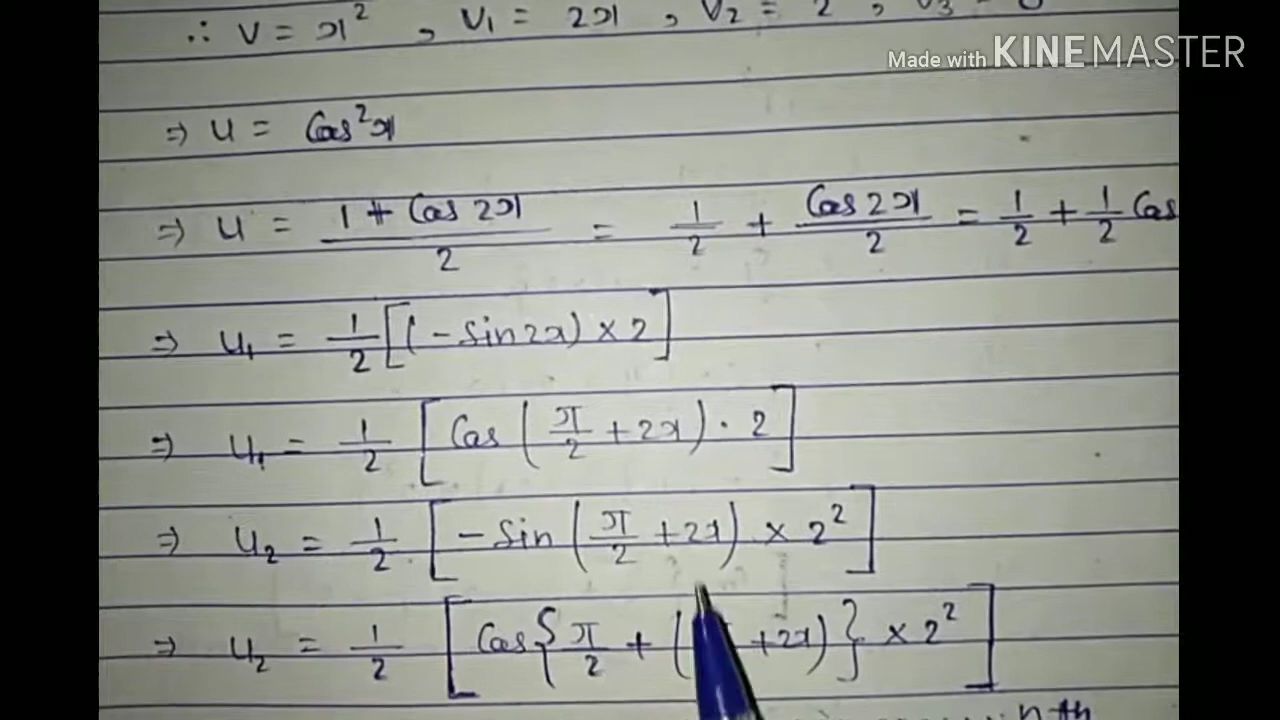 ∴ V = x² , V₁ = 2x , V₂ = 2 , V₃ = 0
Made with KINEMASTER
⇒ u = Cos²x
⇒ u = (1 + Cos 2x)/2 = 1/2 + (Cos 2x)/2 = 1/2 + 1/2 Cos
⇒ u₁ = 1/2 [(- Sin 2x) × 2]
⇒ u₁ = 1/2 [Cos (π/2 + 2x) · 2]
⇒ u₂ = 1/2 [- Sin (π/2 + 2x) × 2²]
⇒ u₂ = 1/2 [Cos {π/2 + ( + 2x)} × 2²]
nth